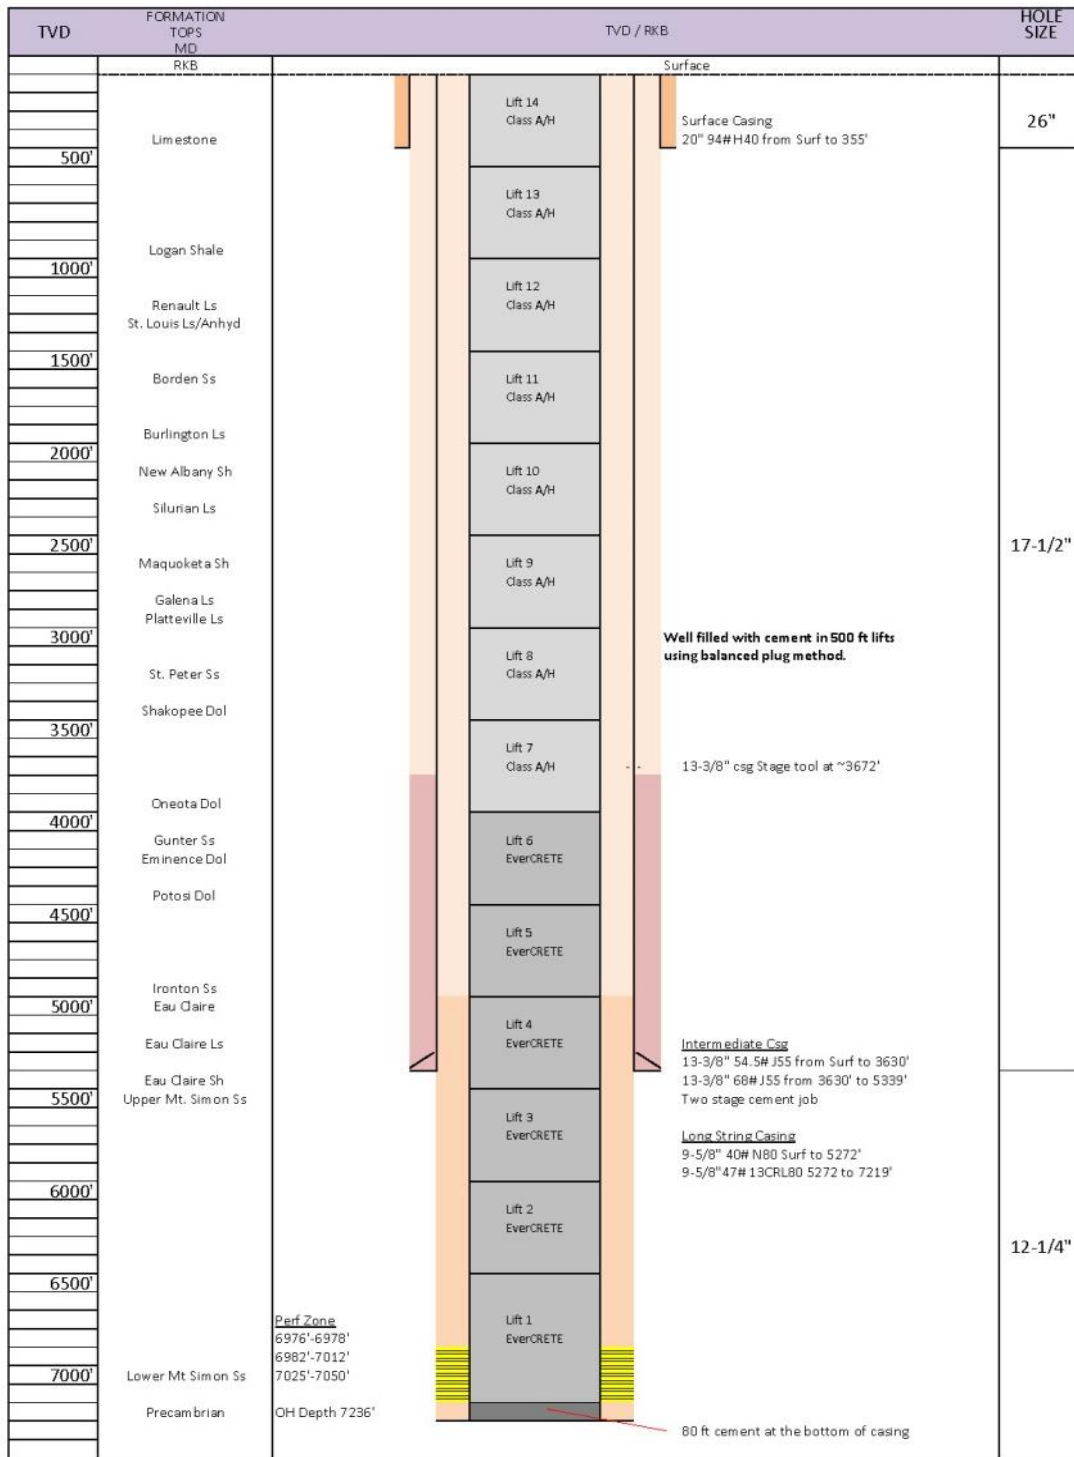 TVD
FORMATION
TOPS
MD
TVD / RKB
HOLE
SIZE
RKB
Surface
Lift 14
Class A/H
Surface Casing
20" 94# H40 from Surf to 355'
26"
Limestone
500'
Lift 13
Class A/H
Logan Shale
1000'
Lift 12
Class A/H
Renault Ls
St. Louis Ls/Anhyd
1500'
Lift 11
Class A/H
Borden Ss
Burlington Ls
2000'
New Albany Sh
Lift 10
Class A/H
Silurian Ls
2500'
17-1/2"
Maquoketa Sh
Lift 9
Class A/H
Galena Ls
Platteville Ls
3000'
Well filled with cement in 500 ft lifts
using balanced plug method.
Lift 8
Class A/H
St. Peter Ss
Shakopee Dol
3500'
Lift 7
Class A/H
13-3/8" csg Stage tool at ~3672'
Oneota Dol
4000'
Gunter Ss
Eminence Dol
Lift 6
EverCRETE
Potosi Dol
4500'
Lift 5
EverCRETE
Ironton Ss
5000'
Eau Claire
Lift 4
EverCRETE
Eau Claire Ls
Intermediate Csg
13-3/8" 54.5# J55 from Surf to 3630'
13-3/8" 68# J55 from 3630' to 5339'
Two stage cement job
Eau Claire Sh
5500'
Upper Mt. Simon Ss
Lift 3
EverCRETE
Long String Casing
9-5/8" 40# N80 Surf to 5272'
9-5/8"47# 13CRL80 5272 to 7219'
6000'
Lift 2
EverCRETE
12-1/4"
6500'
Lift 1
EverCRETE
Perf Zone
6976'-6978'
6982'-7012'
7025'-7050'
7000'
Lower Mt Simon Ss
Precambrian
OH Depth 7236'
80 ft cement at the bottom of casing